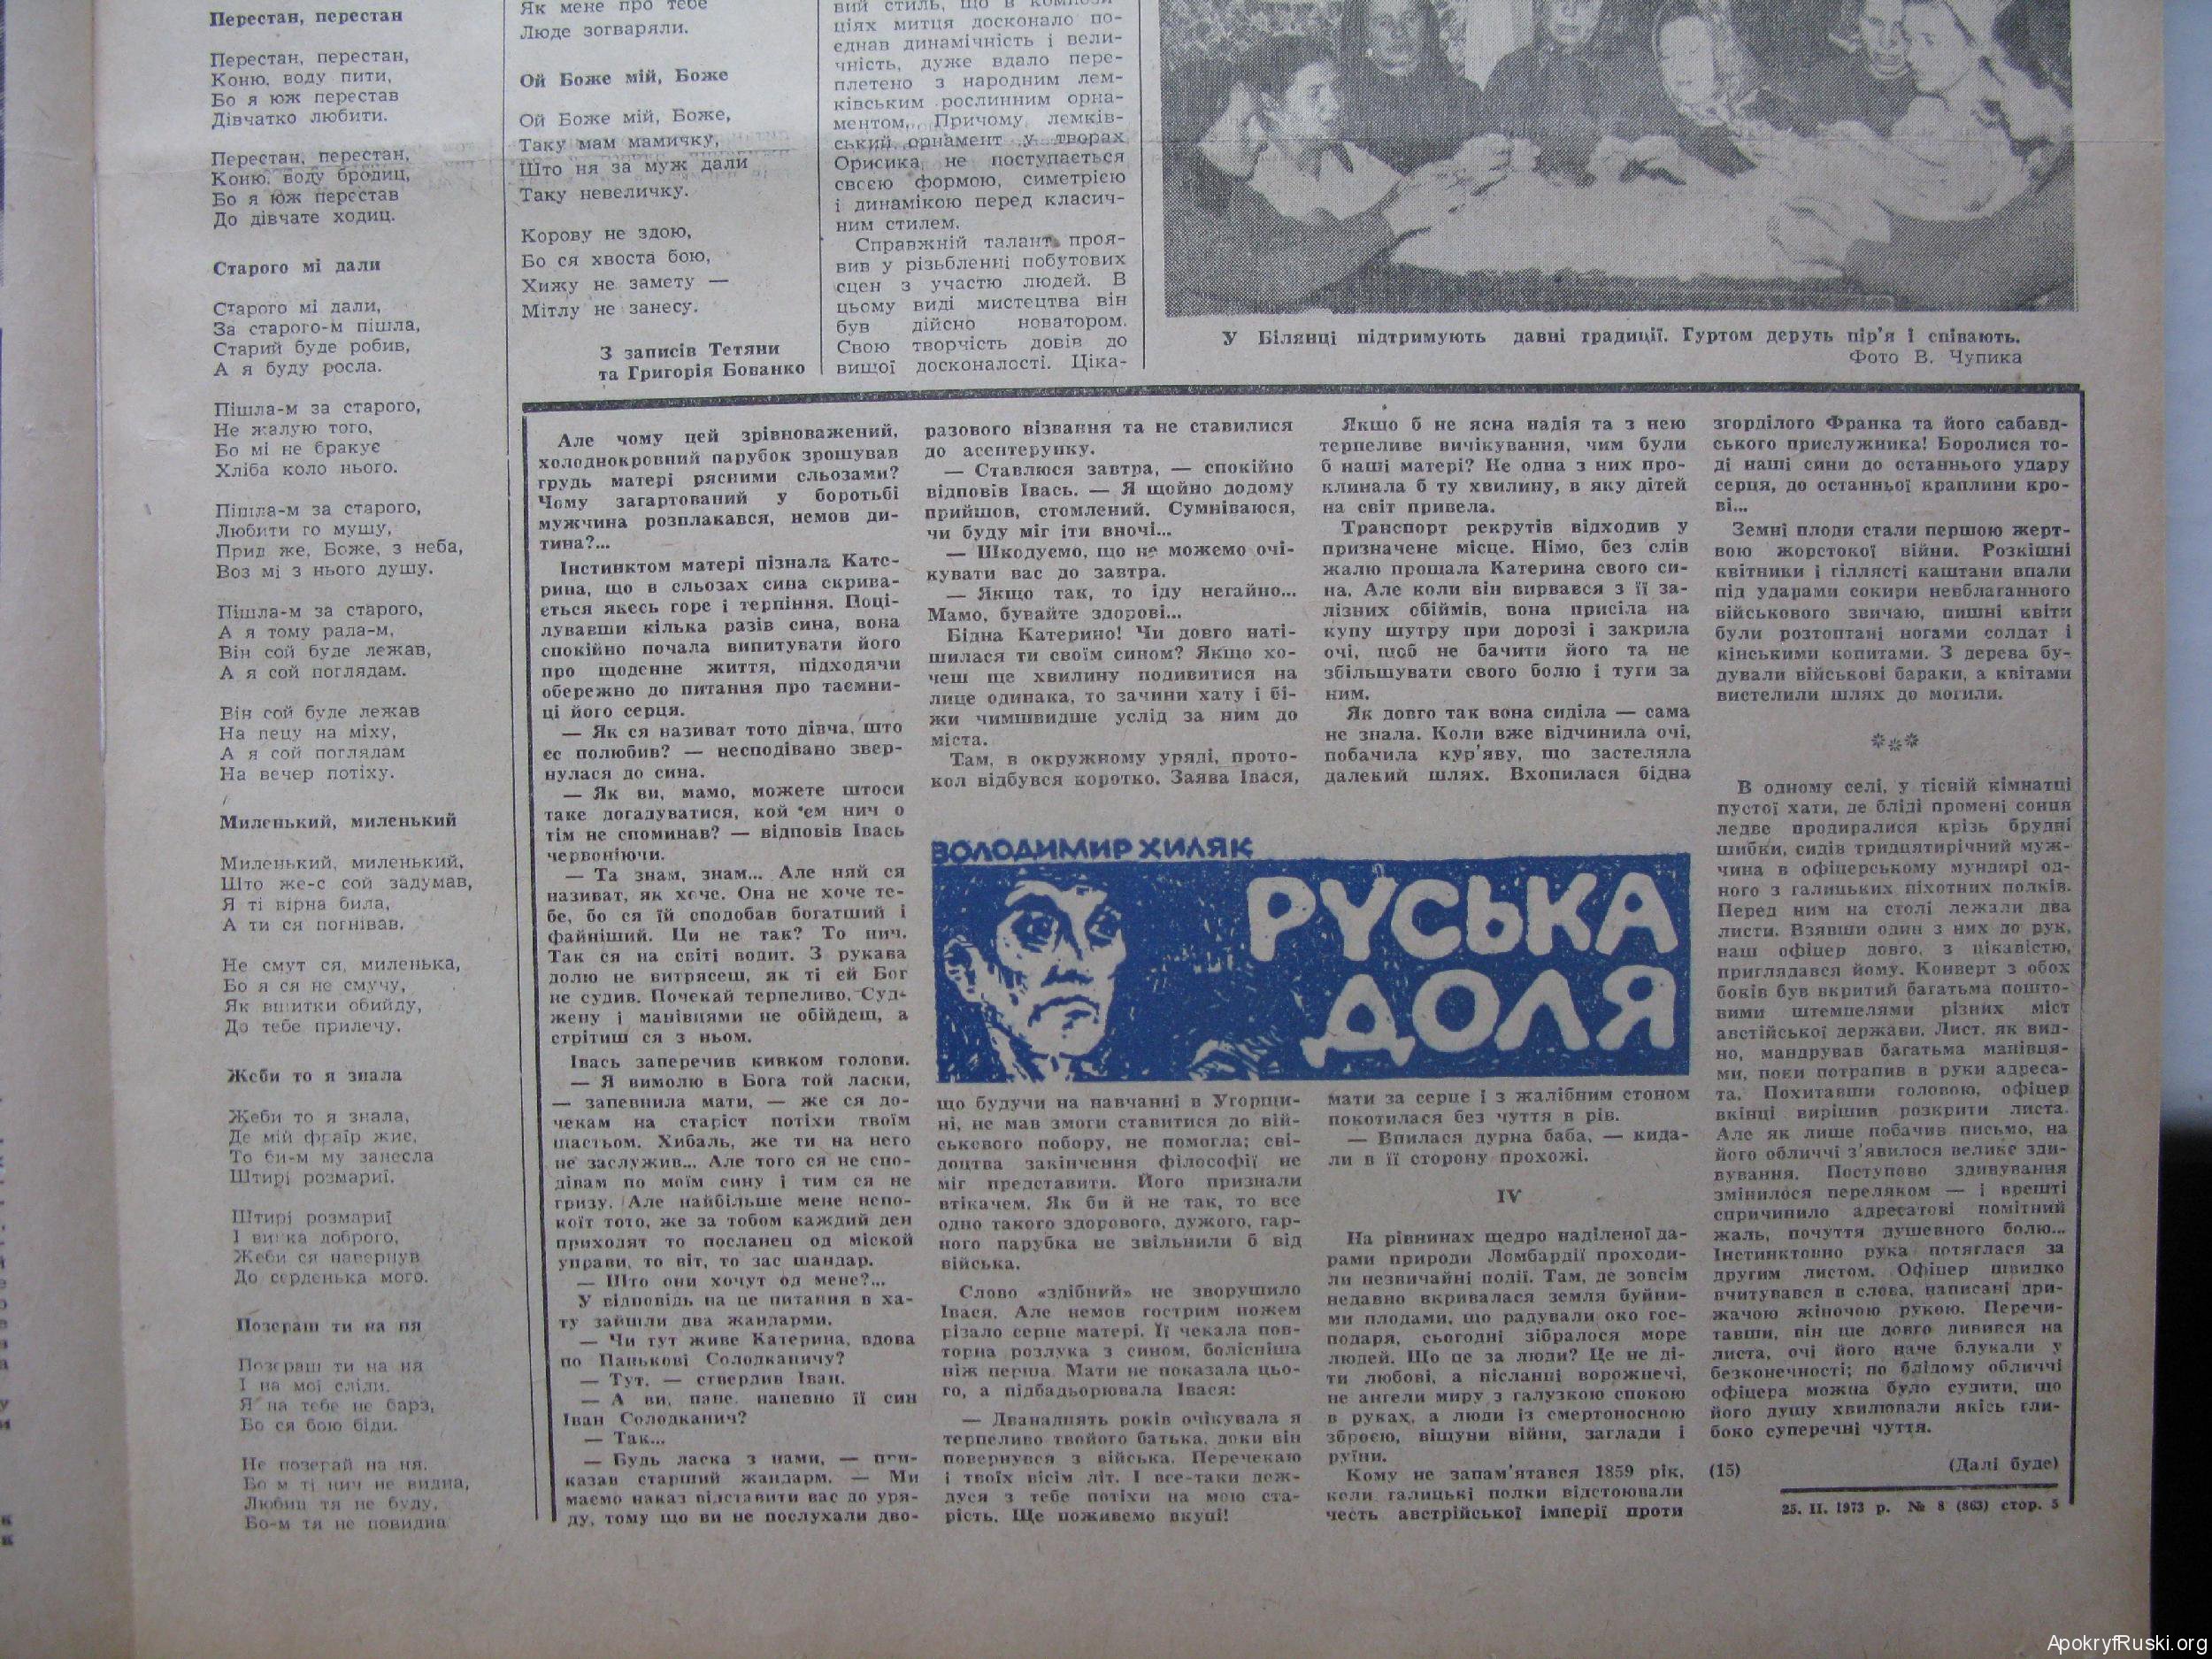 Перестан, перестан
Перестан, перестан,
Коню, воду пити,
Бо я юж перестав
Дівчатко любити.
Перестан, перестан,
Коню, воду бродиц,
Бо я юж перестав
До дівчате ходиц.
Старого мі дали
Старого мі дали,
За старого-м пішла,
Старий буде робив,
А я буду росла.
Пішла-м за старого,
Не жалую того,
Бо мі не бракує
Хліба коло нього.
Пішла-м за старого,
Любити го мушу,
Прид же, Боже, з неба,
Воз мі з нього душу.
Пішла-м за старого,
А я тому рала-м,
Він сой буде лежав,
А я сой поглядам.
Він сой буде лежав
На пецу на міху,
А я сой поглядам
На вечер потіху.
Миленький, миленький
Миленький, миленький,
Што же-с сой задумав,
Я ті вірна била,
А ти ся погнівав.
Не смут ся, миленька,
Бо я ся не смучу,
Як вшитки обийду,
До тебе прилечу.
Жеби то я знала
Жеби то я знала,
Де мій фраїр жиє,
То би-м му занесла
Штирі розмариї.
Штирі розмариї
І винка доброго,
Жеби ся навернув
До серденька мого.
Позераш ти на ня
Позераш ти на ня
І на мої сліди.
Я на тебе не барз,
Бо ся бою біди.
Не позерай на ня.
Бо м ті нич не видна,
Любиц тя не буду,
Бо-м тя не повидна
Як мене про тебе
Люде зогваряли.
Ой Боже мій, Боже
Ой Боже мій, Боже,
Таку мам мамичку,
Што ня за муж дали
Таку невеличку.
Корову не здою,
Бо ся хвоста бою,
Хижу не замету —
Мітлу не занесу.
З записів Тетяни
та Григорія Бованко
вий стиль, що в компози-
ціях митця досконало по-
єднав динамічність і вели-
чність, дуже вдало пере-
плетено з народним лем-
ківським рослинним орна-
ментом. Причому лемків-
ський орнамент у творах
Орисика не поступається
своєю формою, симетрією
і динамікою перед класич-
ним стилем.
Справжній талант проя-
вив у різьбленні побутових
сцен з участю людей. В
цьому виді мистецтва він
був дійсно новатором.
Свою творчість довів до
вищої досконалості. Ціка-
У Білянці підтримують давні традиції. Гуртом деруть пір'я і співають.
Фото В. Чупика
Але чому цей зрівноважений,
холоднокровний парубок зрошував
грудь матері рясними сльозами?
Чому загартований у боротьбі
мужчина розплакався, немов ди-
тина?...
Інстинктом матері пізнала Кате-
рина, що в сльозах сина скрива-
ється якесь горе і терпіння. Поці-
лувавши кілька разів сина, вона
спокійно почала випитувати його
про щоденне життя, підходячи
обережно до питання про таємни-
ці його серця.
— Як ся називат тото дівча, што
єс полюбив? — несподівано звер-
нулася до сина.
— Як ви, мамо, можете штоси
таке догадуватися, кой 'ем нич о
тім не споминав? — відповів Івась
червоніючи.
— Та знам, знам... Але няй ся
називат, як хоче. Она не хоче те-
бе, бо ся їй сподобав богатший і
файніший. Ци не так? То нич.
Так ся на світі водит. З рукава
долю не витрясеш, як ті ей Бог
не судив. Почекай терпеливо. Суд-
жену і манівцями не обійдеш, а
стрітиш ся з ньом.
Івась заперечив кивком голови.
— Я вимолю в Бога той ласки,
— запевнила мати, — же ся до-
чекам на старіст потіхи твоїм
щастьом. Хибаль, же ти на него
не заслужив... Але того ся не спо-
дівам по моїм сину і тим ся не
гризу. Але найбільше мене непо-
коїт тото, же за тобом каждий ден
приходят то посланец од міской
управи, то віт, то зас шандар.
— Што они хочут од мене?...
У відповідь на це питання в ха-
ту зайшли два жандарми.
— Чи тут живе Катерина, вдова
по Панькові Солодканичу?
— Тут, — ствердив Іван.
— А ви, пане, напевно її син
Іван Солодканич?
— Так...
— Будь ласка з нами, — при-
казав старший жандарм. — Ми
маємо наказ підставити вас до уря-
ду, тому що ви не послухали дво-
разового візвання та не ставилися
до асентерунку.
— Ставлюся завтра, — спокійно
відповів Івась. — Я щойно додому
прийшов, стомлений. Сумніваюся,
чи буду міг іти вночі...
— Шкодуємо, що не можемо очі-
кувати вас до завтра.
— Якщо так, то іду негайно...
Мамо, бувайте здорові...
Бідна Катерино! Чи довго наті-
шилася ти своїм сином? Якщо хо-
чеш ще хвилину подивитися на
лице одинака, то зачини хату і бі-
жи чимшвидше услід за ним до
міста.
Там, в окружному уряді, прото-
кол відбувся коротко. Заява Івася,
ВОЛОДИМИР ХИЛЯК
РУСЬКА
ДОЛЯ
що будучи на навчанні в Угорщи-
ні, не мав змоги ставитися до вій-
ськового побору, не помогла; сві-
доцтва закінчення філософії не
міг представити. Його признали
втікачем. Як би й не так, то все
одно такого здорового, дужого, гар-
ного парубка не звільнили б від
війська.
Слово «здібний» не зворушило
Івася. Але немов гострим ножем
різало серце матері. Її чекала пов-
торна розлука з сином, болісніша
ніж перша. Мати не показала цьо-
го, а підбадьорювала Івася:
— Дванадцять років очікувала я
терпеливо твойого батька, доки він
повернувся з війська. Перечекаю
і твоїх вісім літ. І все-таки деж-
дуся з тебе потіхи на мою ста-
рість. Ще поживемо вкупі!
Якщо б не ясна надія та з нею
терпеливе вичікування, чим були
б наші матері? Не одна з них про-
клинала б ту хвилину, в яку дітей
на світ привела.
Транспорт рекрутів відходив у
призначене місце. Німо, без слів
жалю прощала Катерина свого си-
на. Але коли він вирвався з її за-
лізних обіймів, вона присіла на
купу шутру при дорозі і закрила
очі, щоб не бачити його та не
збільшувати свого болю і туги за
ним.
Як довго так вона сиділа — сама
не знала. Коли вже відчинила очі,
побачила кур'яву, що застеляла
далекий шлях. Вхопилася бідна
мати за серце і з жалібним стоном
покотилася без чуття в рів.
— Впилася дурна баба, — кида-
ли в її сторону прохожі.
IV
На рівнинах щедро наділеної да-
рами природи Ломбардії проходи-
ли незвичайні події. Там, де зовсім
недавно вкривалася земля буйни-
ми плодами, що радували око гос-
подаря, сьогодні зібралося море
людей. Що це за люди? Це не ді-
ти любові, а післанці ворожнечі,
не ангели миру з галузкою спокою
в руках, а люди із смертоносною
зброєю, віщуни війни, заглади і
руїни.
Кому не запам'ятався 1859 рік,
коли галицькі полки відстоювали
честь австрійської імперії проти
згорділого Франка та його сабавд-
ського прислужника! Боролися то-
ді наші сини до останнього удару
серця, до останньої краплини кро-
ві...
Земні плоди стали першою жерт-
вою жорстокої війни. Розкішні
квітники і гіллясті каштани впали
під ударами сокири невблаганного
військового звичаю, пишні квіти
були розтоптані ногами солдат і
кінськими копитами. З дерева бу-
дували військові бараки, а квітами
вистелили шлях до могили.
***
В одному селі, у тісній кімнатці
пустої хати, де бліді промені сонця
ледве продиралися крізь брудні
шибки, сидів тридцятирічний муж-
чина в офіцерському мундирі од-
ного з галицьких піхотних полків.
Перед ним на столі лежали два
листи. Взявши один з них до рук,
наш офіцер довго, з цікавістю,
приглядався йому. Конверт з обох
боків був вкритий багатьма пошто-
вими штемпелями різних міст
австійської держави. Лист, як вид-
но, мандрував багатьма манівця-
ми, поки потрапив в руки адреса-
та. Похитавши головою, офіцер
вкінці вирішив розкрити листа.
Але як лише побачив письмо, на
його обличчі з'явилося велике зди-
вування. Поступово здивування
змінилося переляком — і врешті
спричинило адресатові помітний
жаль, почуття душевного болю...
Інстинктовно рука потяглася за
другим листом. Офіцер швидко
вчитувався в слова, написані дри-
жачою жіночою рукою. Перечи-
тавши, він ще довго дивився на
листа, очі його наче блукали у
безконечності; по блідому обличчі
офіцера можна було судити, що
його душу хвилювали якісь гли-
боко суперечні чуття.
(15) (Далі буде)
25. II. 1973 р. № 8 (863) стор. 5
ApokryfRuski.org